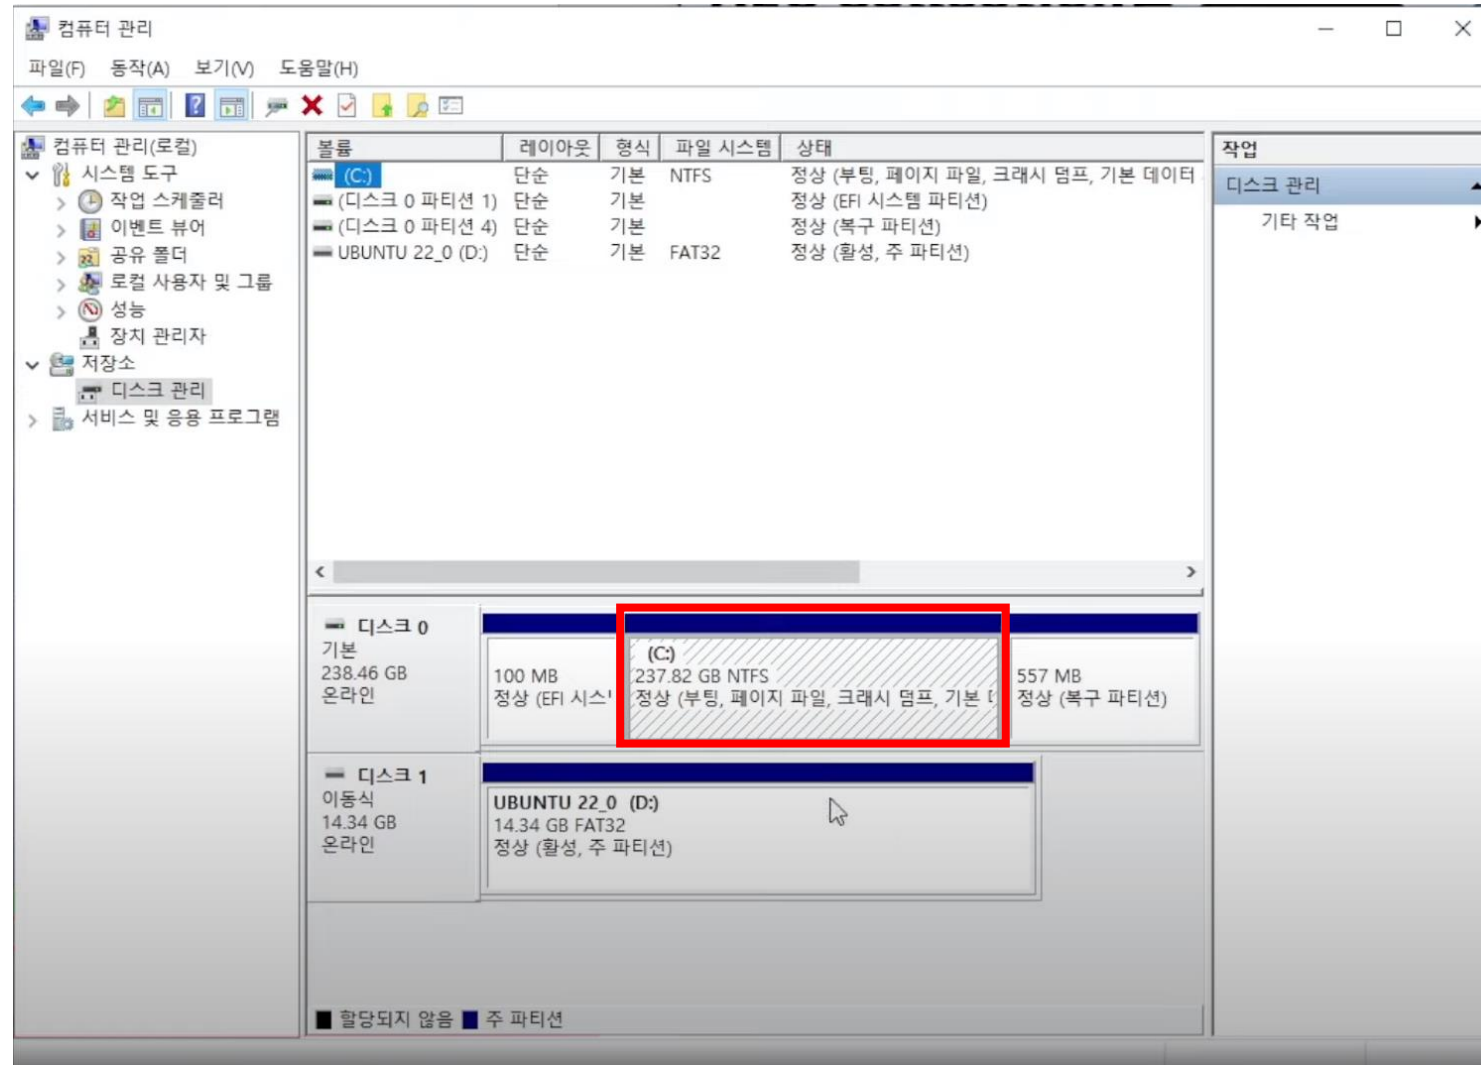 컴퓨터 관리
파일(F) 동작(A) 보기(V) 도움말(H)
컴퓨터 관리(로컬)
시스템 도구
작업 스케줄러
이벤트 뷰어
공유 폴더
로컬 사용자 및 그룹
성능
장치 관리자
저장소
디스크 관리
서비스 및 응용 프로그램
볼륨 레이아웃 형식 파일 시스템 상태
(C:) 단순 기본 NTFS 정상 (부팅, 페이지 파일, 크래시 덤프, 기본 데이터
(디스크 0 파티션 1) 단순 기본 정상 (EFI 시스템 파티션)
(디스크 0 파티션 4) 단순 기본 정상 (복구 파티션)
UBUNTU 22_0 (D:) 단순 기본 FAT32 정상 (활성, 주 파티션)
작업
디스크 관리
기타 작업
디스크 0
기본
238.46 GB
온라인
100 MB
정상 (EFI 시스
(C:)
237.82 GB NTFS
정상 (부팅, 페이지 파일, 크래시 덤프, 기본 데
557 MB
정상 (복구 파티션)
디스크 1
이동식
14.34 GB
온라인
UBUNTU 22_0 (D:)
14.34 GB FAT32
정상 (활성, 주 파티션)
할당되지 않음 주 파티션